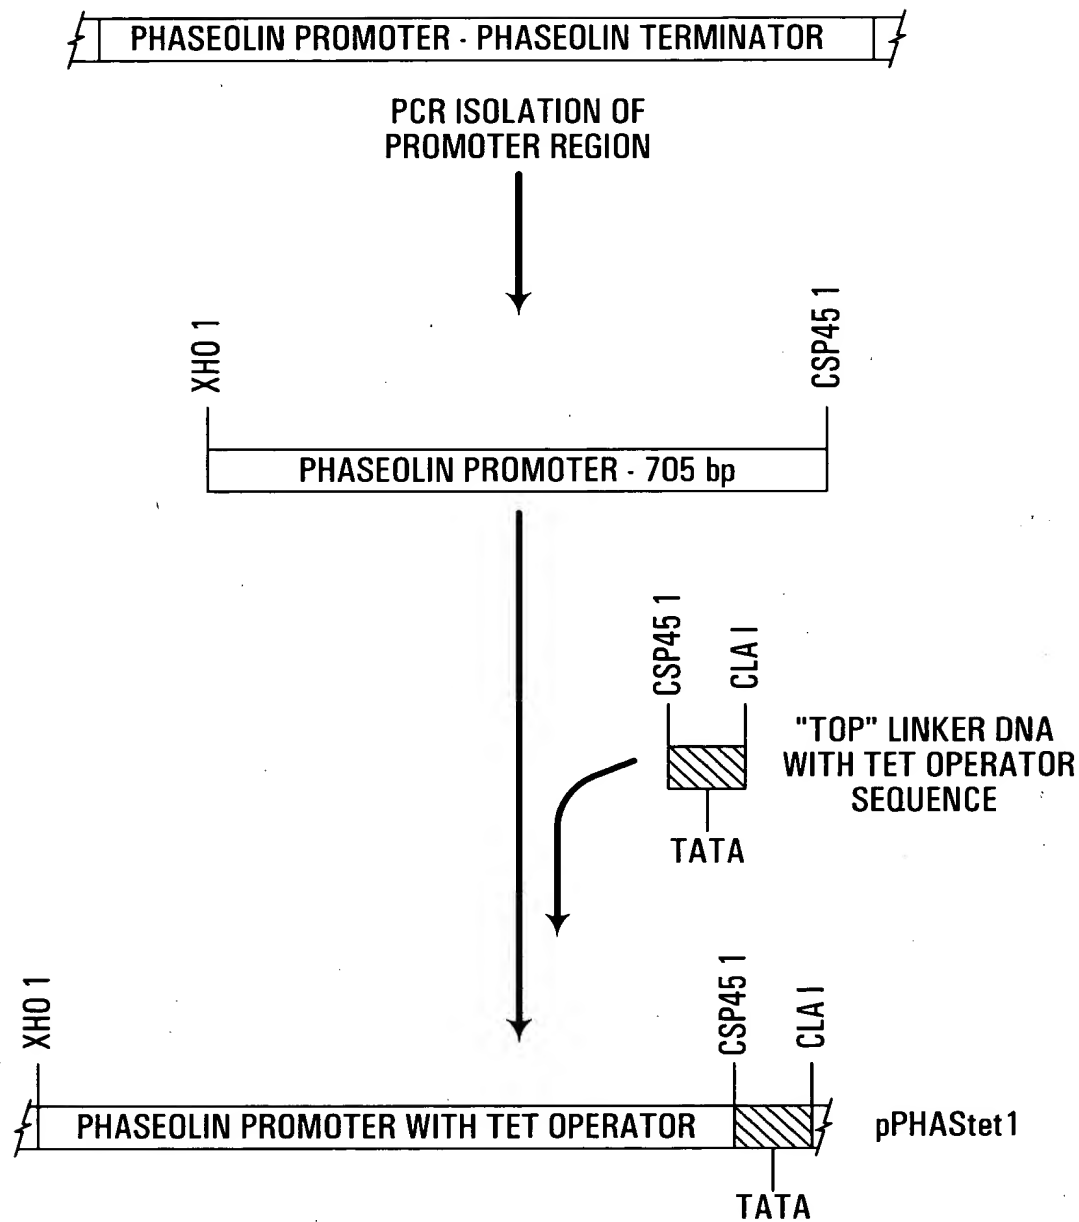 PHASEOLIN PROMOTER - PHASEOLIN TERMINATOR
PCR ISOLATION OF
PROMOTER REGION
XHO 1
CSP45 1
PHASEOLIN PROMOTER - 705 bp
CSP45 1
CLA I
"TOP" LINKER DNA
WITH TET OPERATOR
SEQUENCE
TATA
XHO 1
CSP45 1
CLA I
PHASEOLIN PROMOTER WITH TET OPERATOR
pPHAStet1
TATA